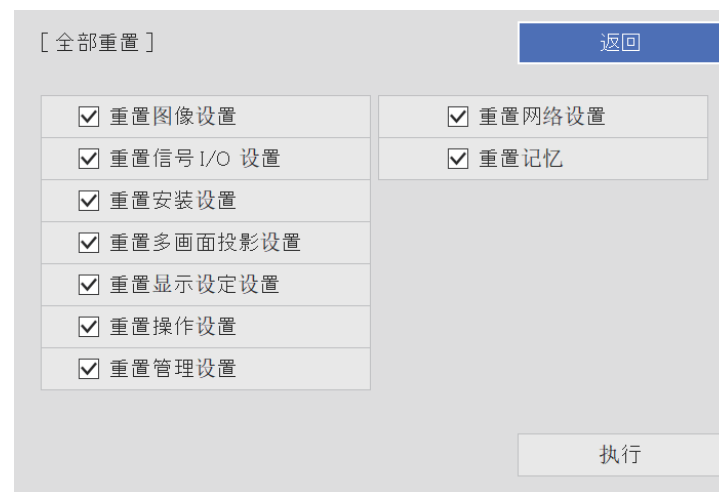 [全部重置]
返回
重置图像设置
重置信号I/O 设置
重置安装设置
重置多画面投影设置
重置显示设定设置
重置操作设置
重置管理设置
重置网络设置
重置记忆
执行